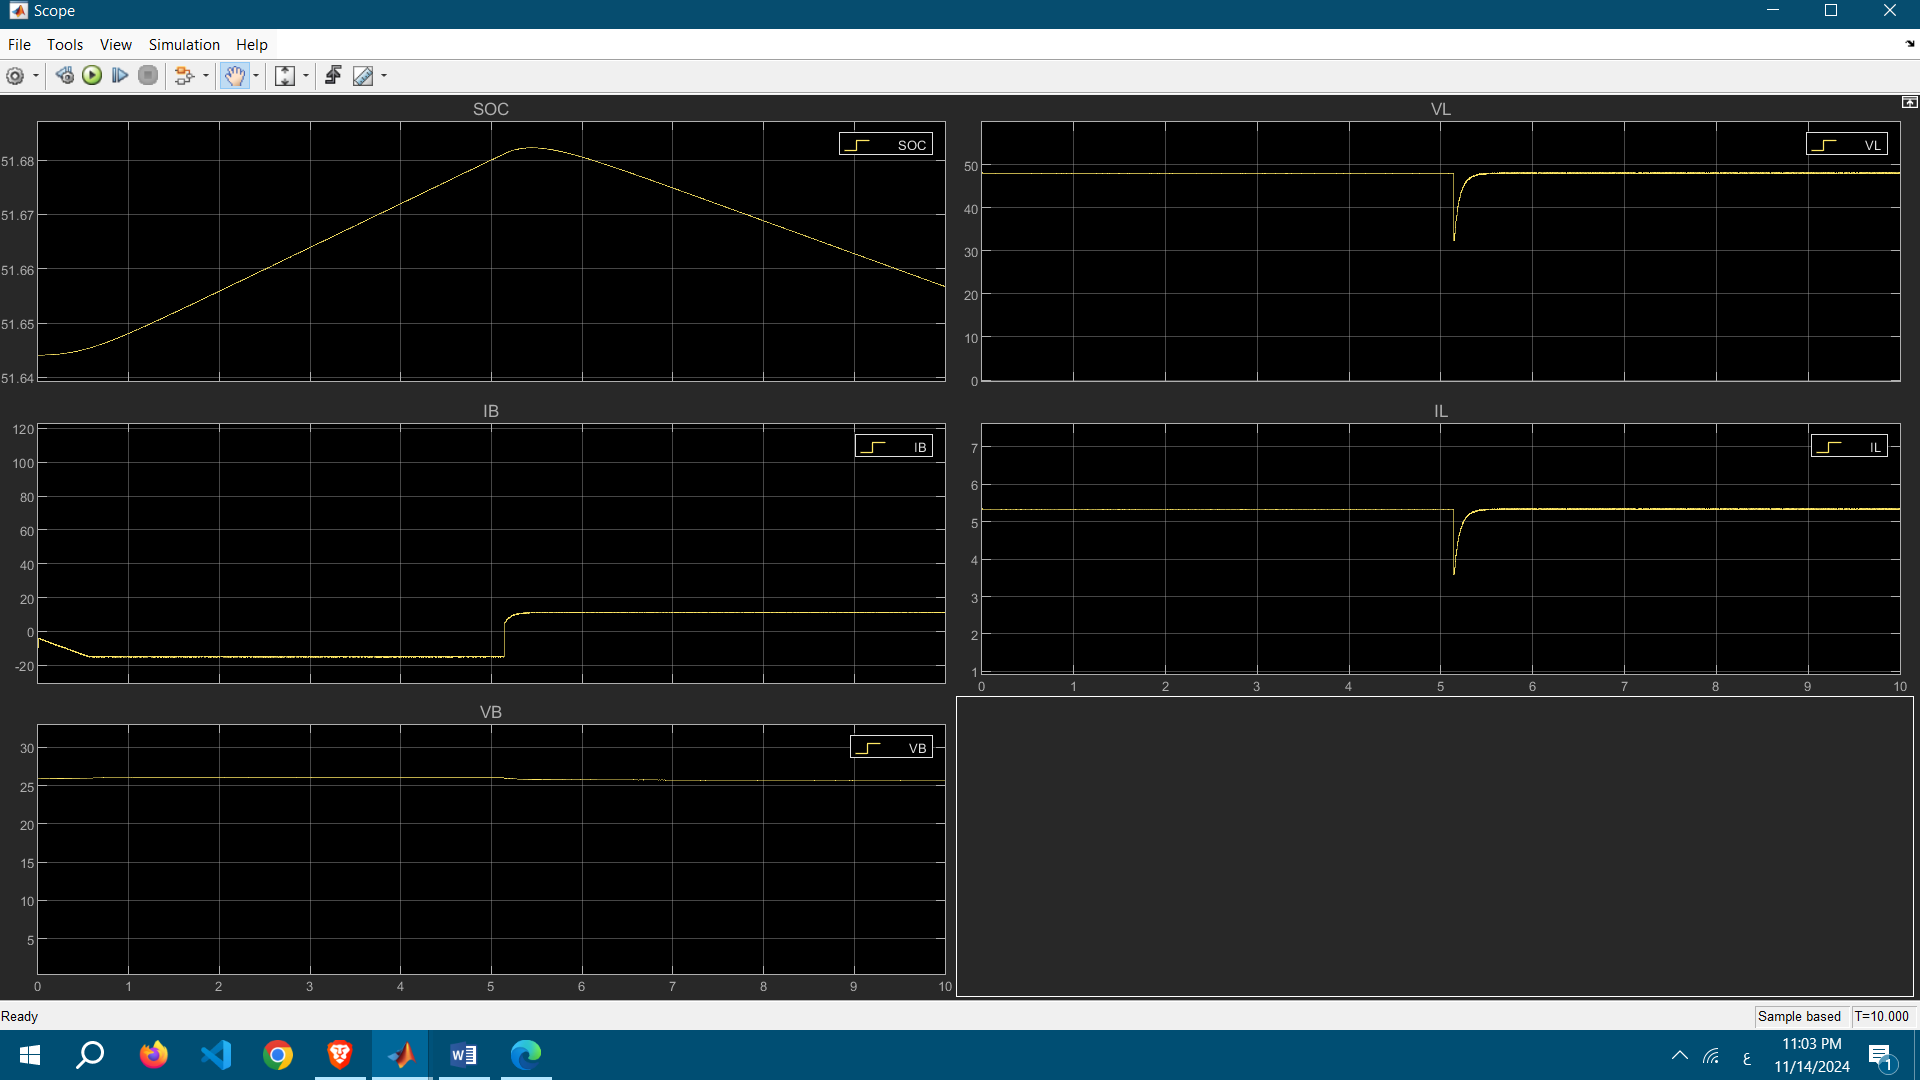 Scope
File Tools View Simulation Help
SOC
SOC
51.68
51.67
51.66
51.65
51.64
VL
VL
50
40
30
20
10
0
IB
IB
120
100
80
60
40
20
0
-20
IL
IL
7
6
5
4
3
2
1
0 1 2 3 4 5 6 7 8 9 10
VB
VB
30
25
20
15
10
5
0 1 2 3 4 5 6 7 8 9 10
Ready
Sample based T=10.000
ع
11:03 PM
11/14/2024
1